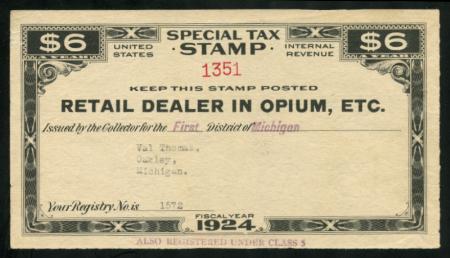 $6 A YEAR SPECIAL TAX $6 A YEAR
UNITED STATES STAMP INTERNAL REVENUE
1351
KEEP THIS STAMP POSTED
RETAIL DEALER IN OPIUM, ETC.
Issued by the Collector for the First District of Michigan
Val Thomas,
Michigan.
Your Registry No. is 1572
FISCAL YEAR
1924
ALSO REGISTERED UNDER CLASS 5